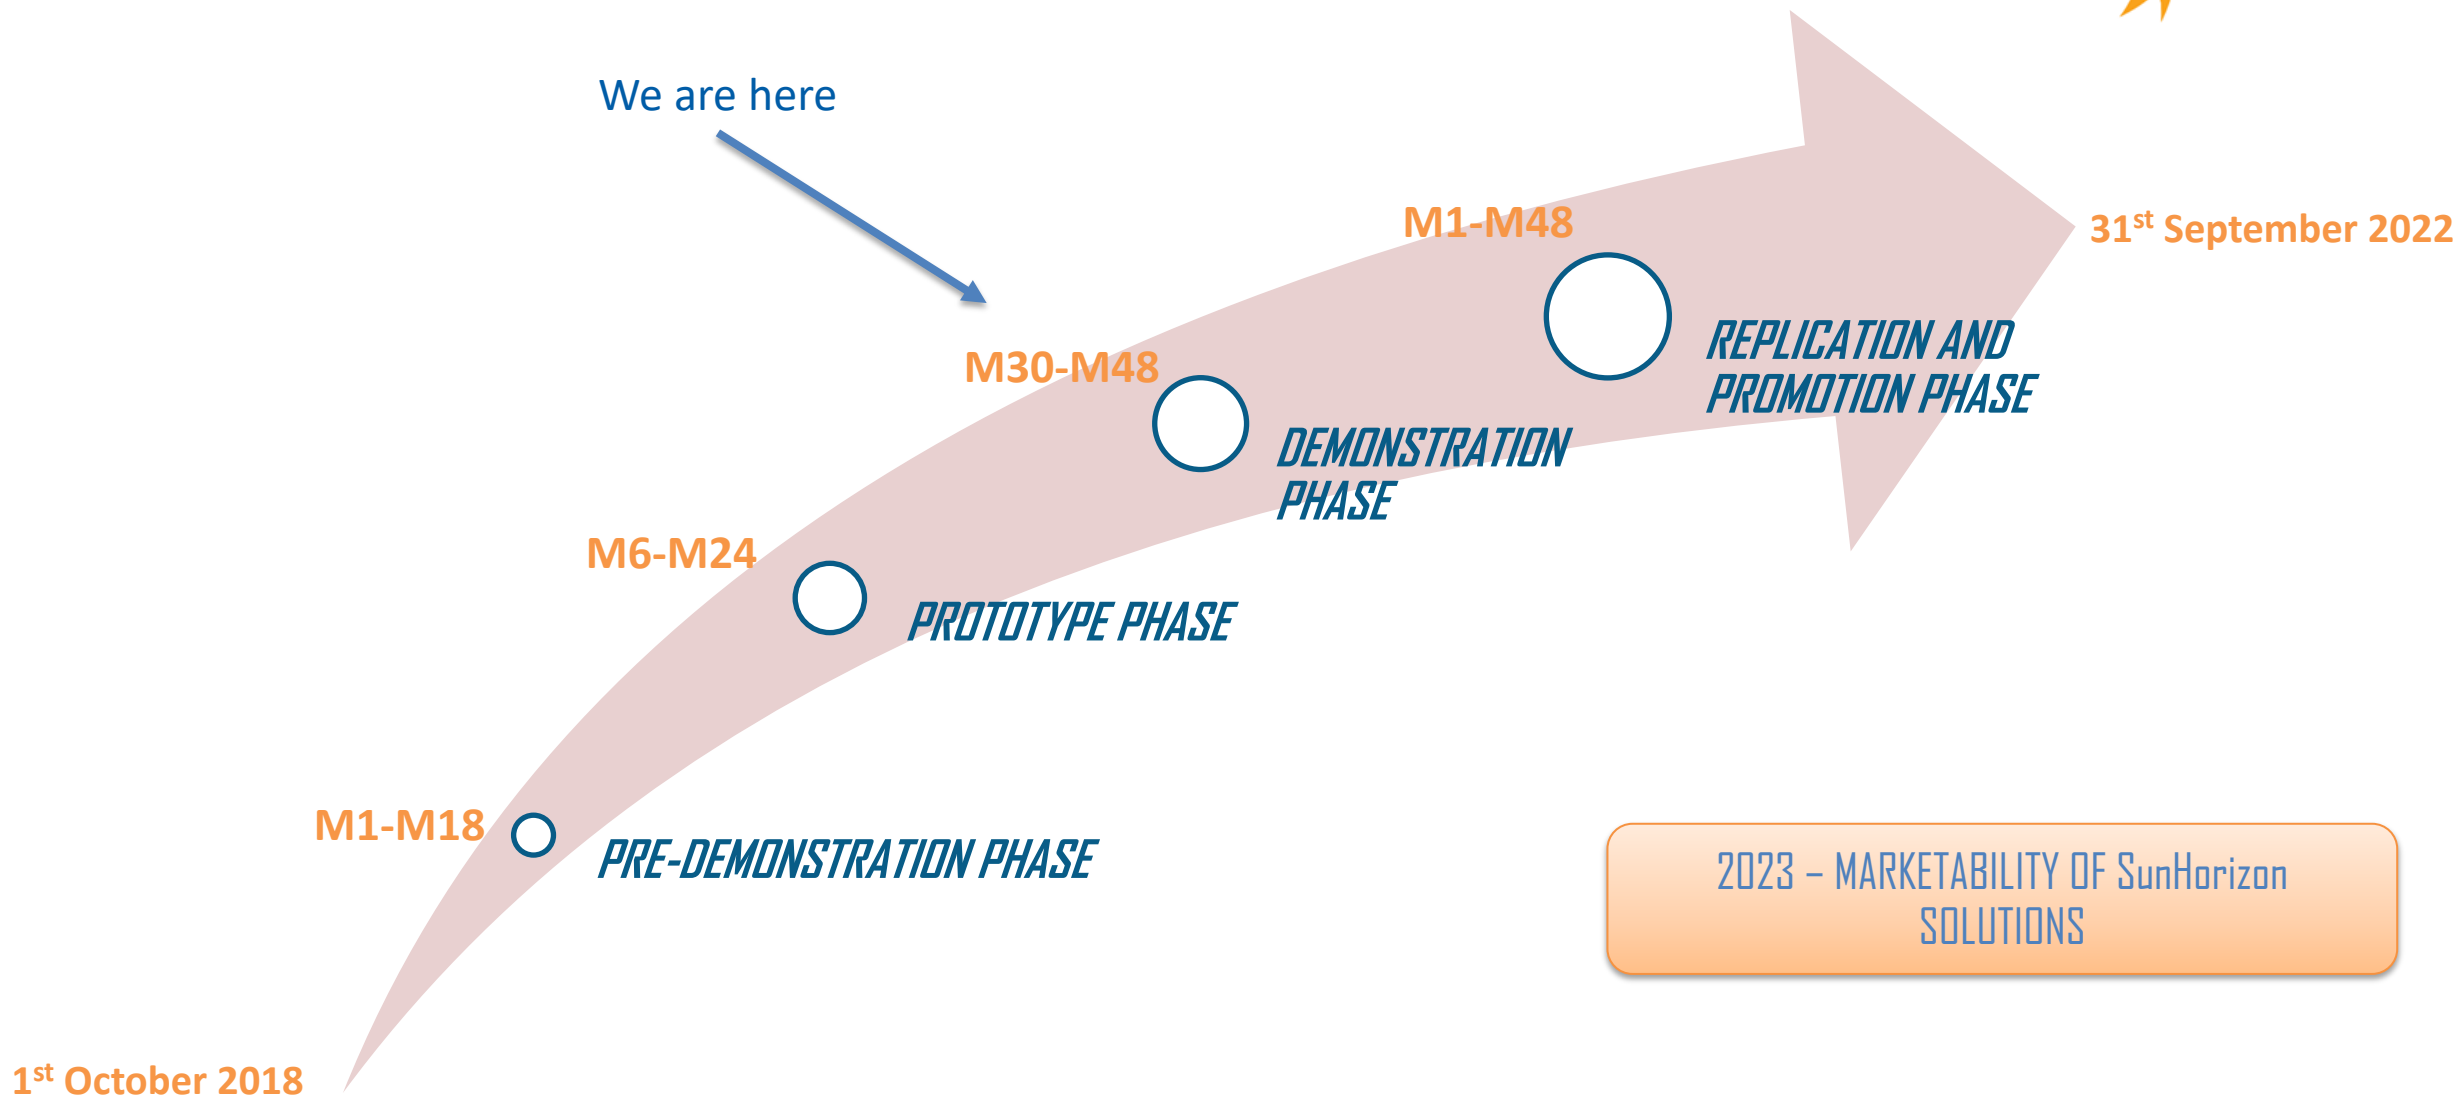 We are here
M1-M48
31st September 2022
REPLICATION AND
PROMOTION PHASE
M30-M48
DEMONSTRATION
PHASE
M6-M24
PROTOTYPE PHASE
M1-M18
PRE-DEMONSTRATION PHASE
2023 – MARKETABILITY OF SunHorizon
SOLUTIONS
1st October 2018